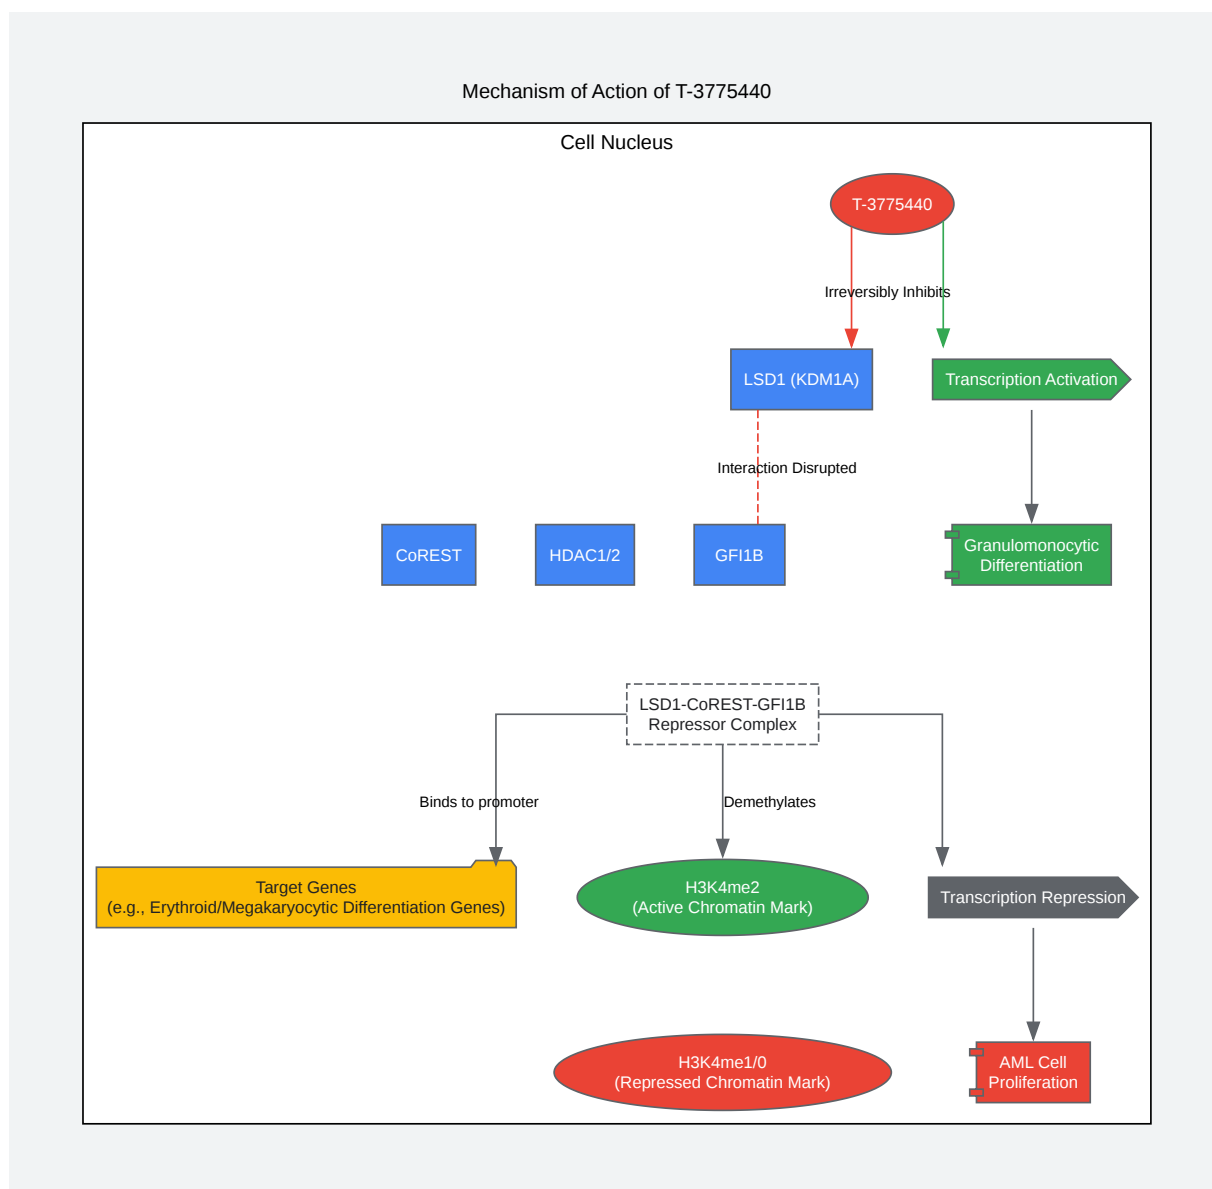 Mechanism of Action of T-3775440
Cell Nucleus
T-3775440
Irreversibly Inhibits
LSD1 (KDM1A)
Transcription Activation
Interaction Disrupted
CoREST
HDAC1/2
GFI1B
Granulomonocytic
Differentiation
LSD1-CoREST-GFI1B
Repressor Complex
Binds to promoter
Demethylates
Target Genes
(e.g., Erythroid/Megakaryocytic Differentiation Genes)
H3K4me2
(Active Chromatin Mark)
Transcription Repression
H3K4me1/0
(Repressed Chromatin Mark)
AML Cell
Proliferation